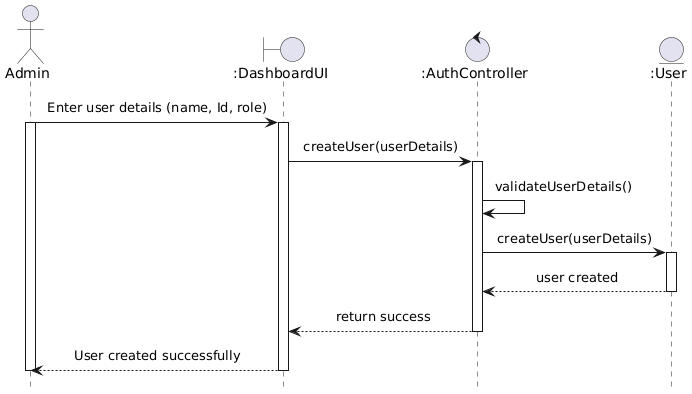 Admin
:DashboardUI
:AuthController
:User
Enter user details (name, Id, role)
createUser(userDetails)
validateUserDetails()
createUser(userDetails)
user created
return success
User created successfully